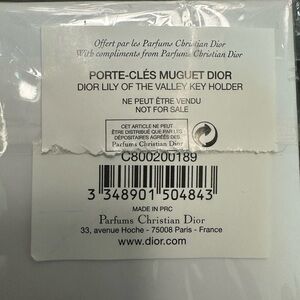 Offert par les Parfums Christian Dior
With compliments from Parfums Christian Dior
PORTE-CLÉS MUGUET DIOR
DIOR LILY OF THE VALLEY KEY HOLDER
NE PEUT ÊTRE VENDU
NOT FOR SALE
CET ARTICLE NE PEUT
ÊTRE DISTRIBUÉ QUE PAR LES
DÉPOSITAIRES AGRÉÉS DES
Parfums Christian Dior
C800200189
3 348901 504843
MADE IN PRC
Parfums Christian Dior
33, avenue Hoche - 75008 Paris - France
www.dior.com